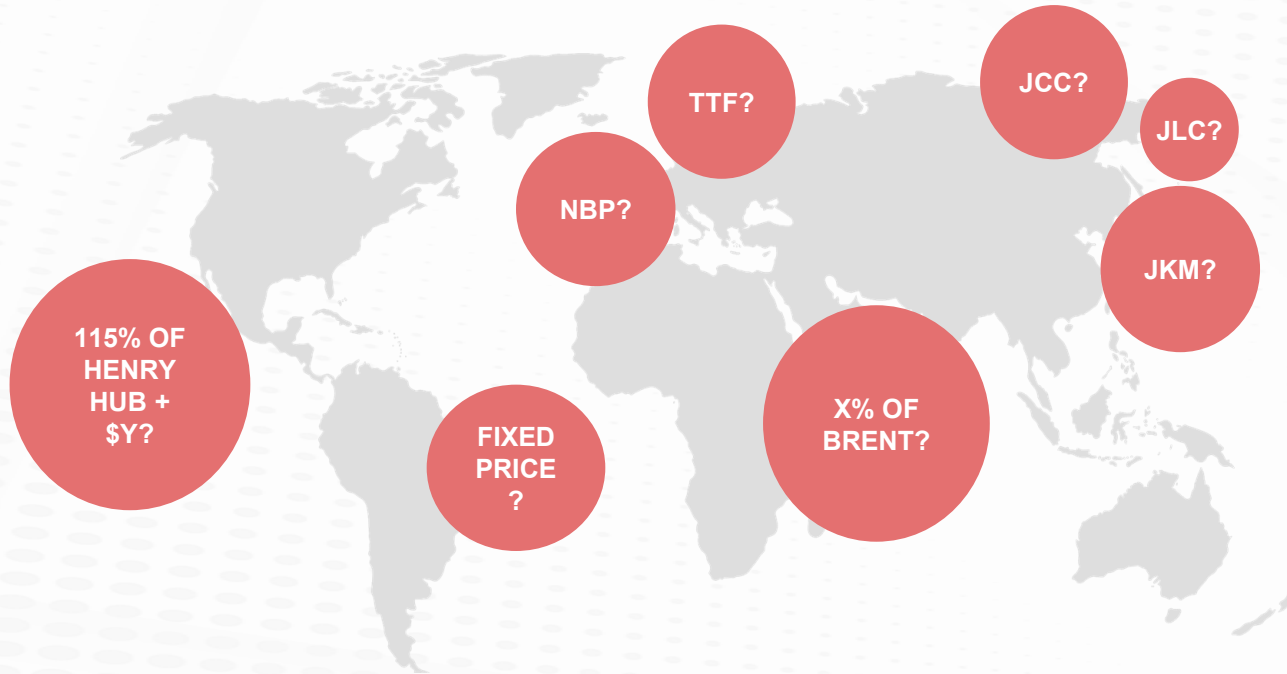 JCC?
TTF?
JLC?
NBP?
JKM?
115% OF
HENRY
HUB +
$Y?
X% OF
BRENT?
FIXED
PRICE
?